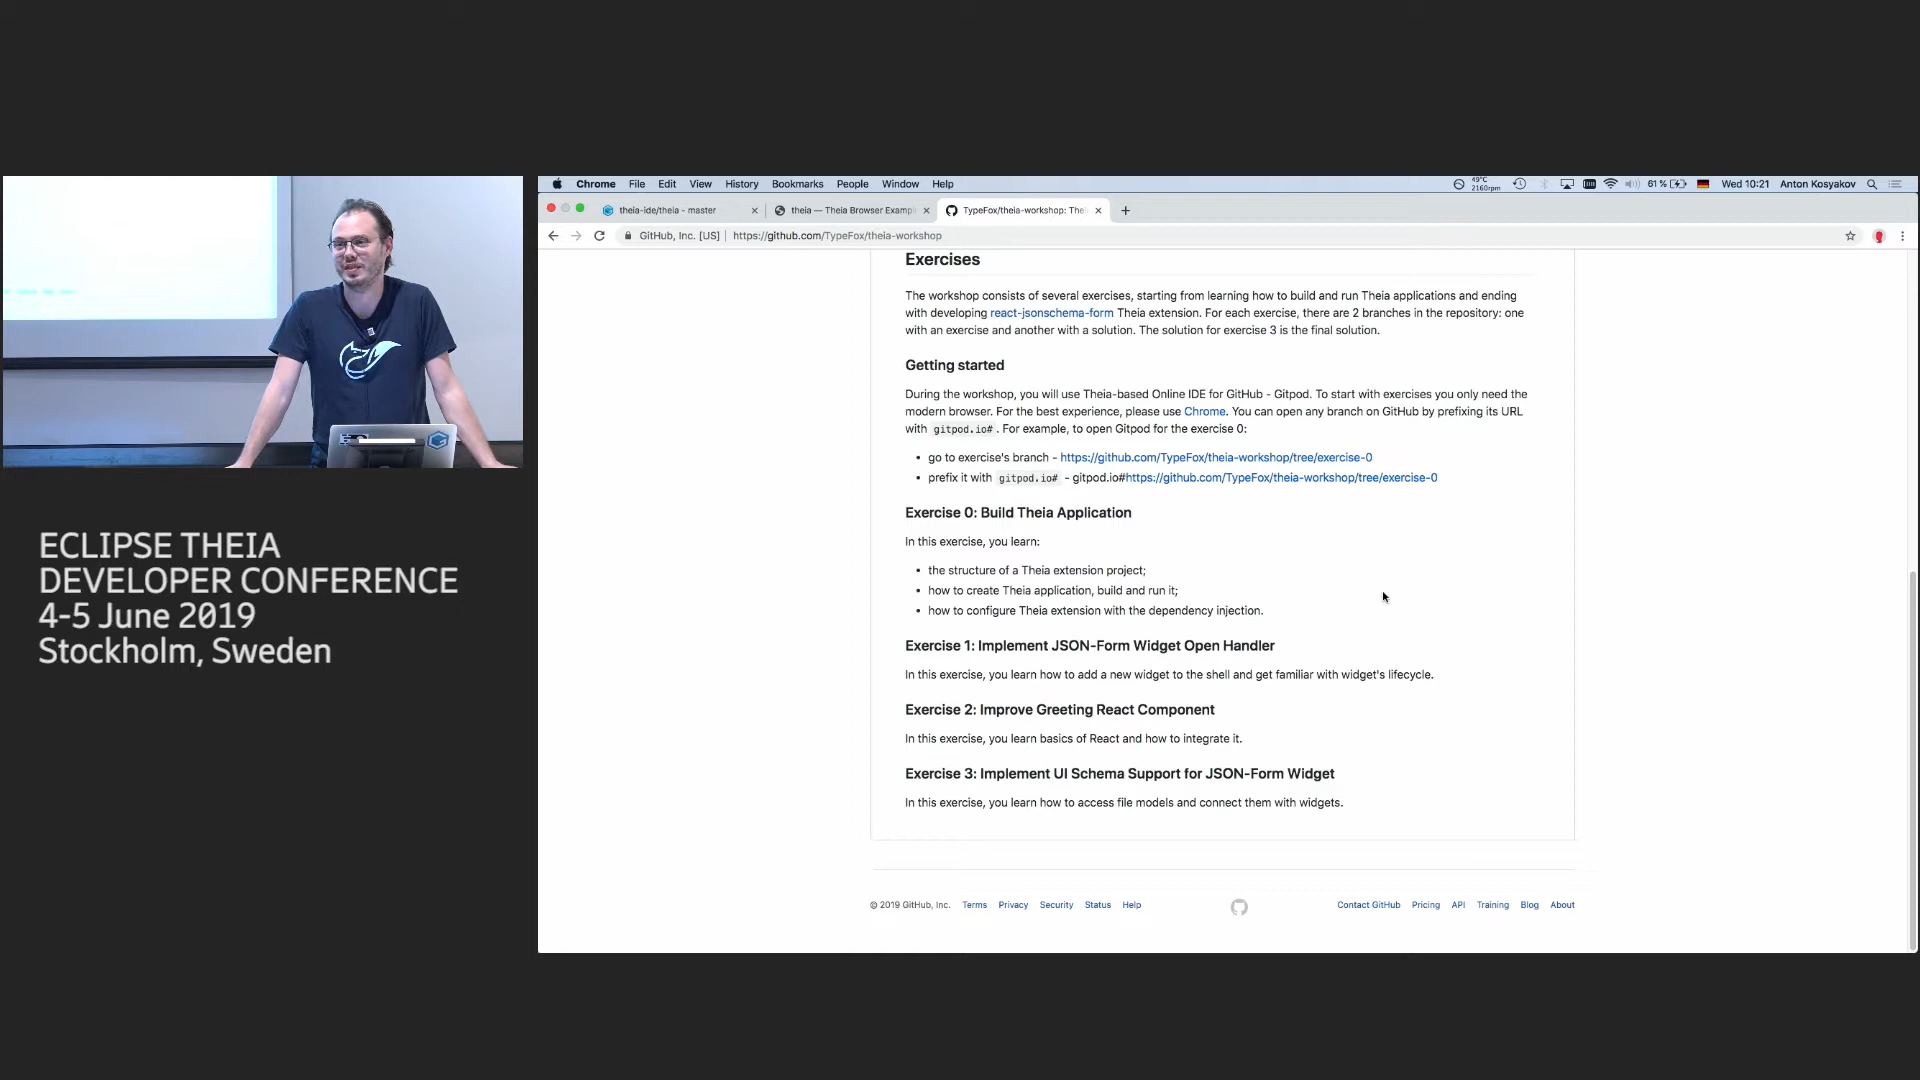 ECLIPSE THEIA
DEVELOPER CONFERENCE
4-5 June 2019
Stockholm, Sweden
Chrome File Edit View History Bookmarks People Window Help
49°C
2160rpm
61 %
Wed 10:21 Anton Kosyakov
theia-ide/theia - master
theia — Theia Browser Exampl
TypeFox/theia-workshop: Thei
GitHub, Inc. [US] https://github.com/TypeFox/theia-workshop
Exercises
The workshop consists of several exercises, starting from learning how to build and run Theia applications and ending
with developing react-jsonschema-form Theia extension. For each exercise, there are 2 branches in the repository: one
with an exercise and another with a solution. The solution for exercise 3 is the final solution.
Getting started
During the workshop, you will use Theia-based Online IDE for GitHub - Gitpod. To start with exercises you only need the
modern browser. For the best experience, please use Chrome. You can open any branch on GitHub by prefixing its URL
with gitpod.io# . For example, to open Gitpod for the exercise 0:
• go to exercise's branch - https://github.com/TypeFox/theia-workshop/tree/exercise-0
• prefix it with gitpod.io# - gitpod.io#https://github.com/TypeFox/theia-workshop/tree/exercise-0
Exercise 0: Build Theia Application
In this exercise, you learn:
• the structure of a Theia extension project;
• how to create Theia application, build and run it;
• how to configure Theia extension with the dependency injection.
Exercise 1: Implement JSON-Form Widget Open Handler
In this exercise, you learn how to add a new widget to the shell and get familiar with widget's lifecycle.
Exercise 2: Improve Greeting React Component
In this exercise, you learn basics of React and how to integrate it.
Exercise 3: Implement UI Schema Support for JSON-Form Widget
In this exercise, you learn how to access file models and connect them with widgets.
© 2019 GitHub, Inc. Terms Privacy Security Status Help
Contact GitHub Pricing API Training Blog About